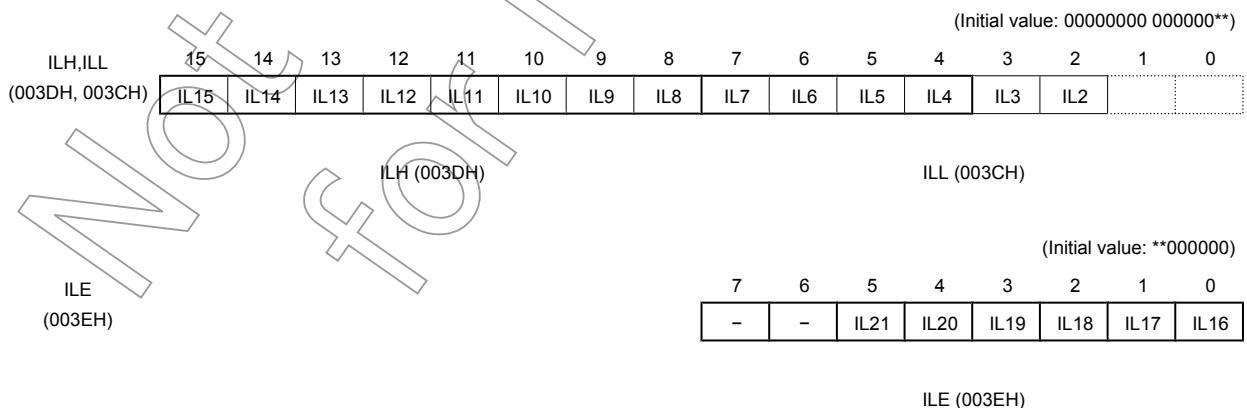 (Initial value: 00000000 000000**)
ILH,ILL 15 14 13 12 11 10 9 8 7 6 5 4 3 2 1 0
(003DH, 003CH) IL15 IL14 IL13 IL12 IL11 IL10 IL9 IL8 IL7 IL6 IL5 IL4 IL3 IL2
ILH (003DH) ILL (003CH)
(Initial value: **000000)
ILE 7 6 5 4 3 2 1 0
(003EH) – – IL21 IL20 IL19 IL18 IL17 IL16
ILE (003EH)
Not
for